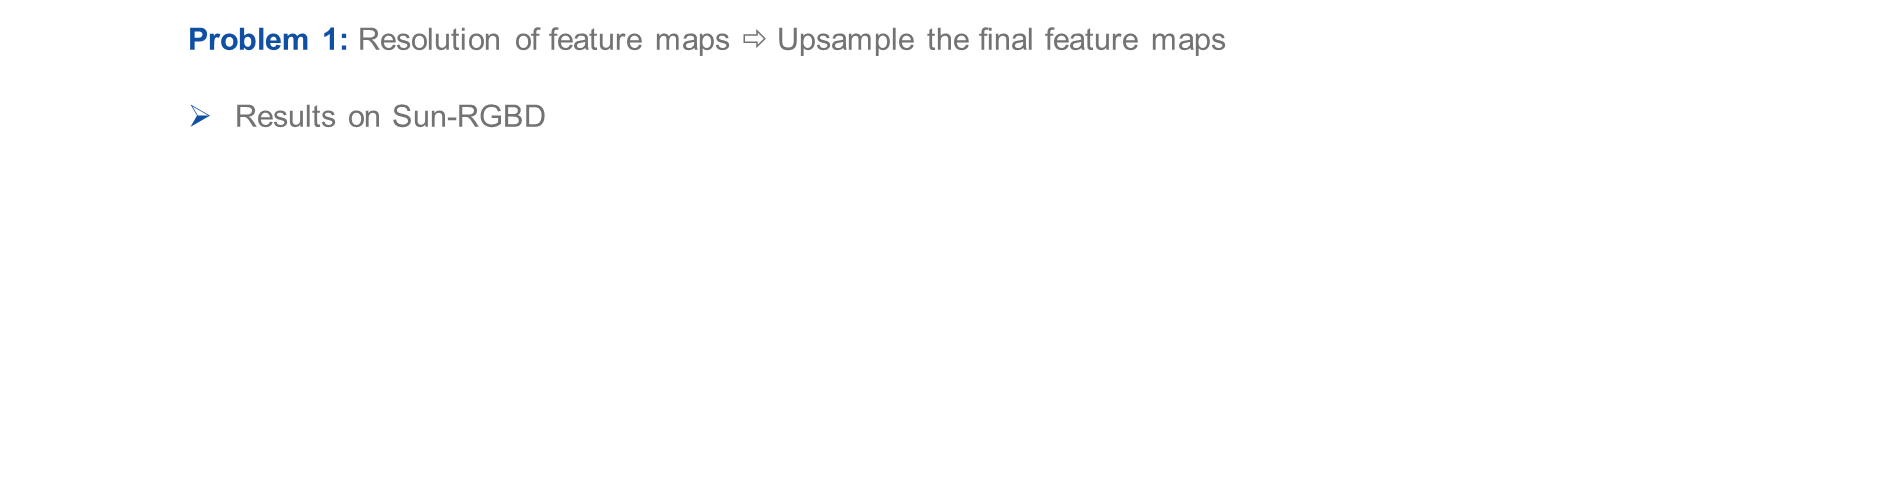 Problem 1: Resolution of feature maps ⇨ Upsample the final feature maps
➢ Results on Sun-RGBD